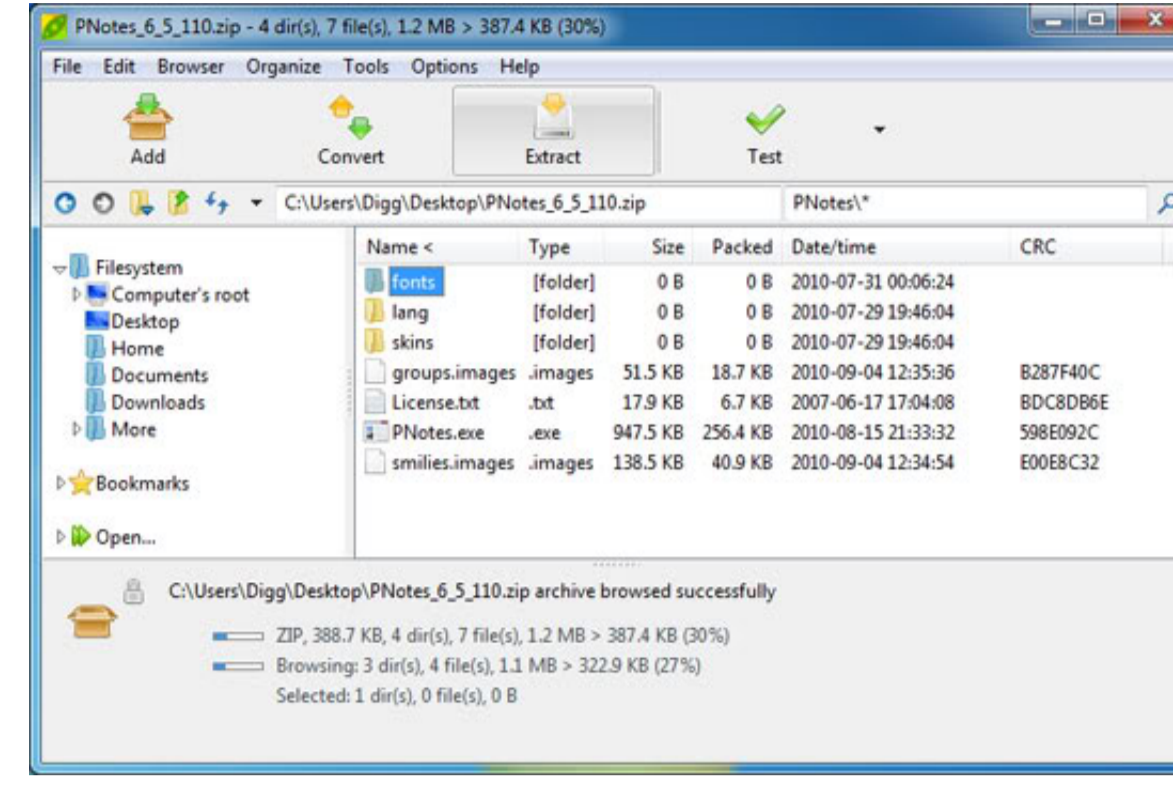 PNotes_6_5_110.zip - 4 dir(s), 7 file(s), 1.2 MB > 387.4 KB (30%)
File Edit Browser Organize Tools Options Help
Add Convert Extract Test
C:\Users\Digg\Desktop\PNotes_6_5_110.zip PNotes\*
Filesystem
Computer's root
Desktop
Home
Documents
Downloads
More
Bookmarks
Open...
Name < Type Size Packed Date/time CRC
fonts [folder] 0 B 0 B 2010-07-31 00:06:24
lang [folder] 0 B 0 B 2010-07-29 19:46:04
skins [folder] 0 B 0 B 2010-07-29 19:46:04
groups.images .images 51.5 KB 18.7 KB 2010-09-04 12:35:36 B287F40C
License.txt .txt 17.9 KB 6.7 KB 2007-06-17 17:04:08 BDC8DB6E
PNotes.exe .exe 947.5 KB 256.4 KB 2010-08-15 21:33:32 598E092C
smilies.images .images 138.5 KB 40.9 KB 2010-09-04 12:34:54 E00E8C32
C:\Users\Digg\Desktop\PNotes_6_5_110.zip archive browsed successfully
ZIP, 388.7 KB, 4 dir(s), 7 file(s), 1.2 MB > 387.4 KB (30%)
Browsing: 3 dir(s), 4 file(s), 1.1 MB > 322.9 KB (27%)
Selected: 1 dir(s), 0 file(s), 0 B